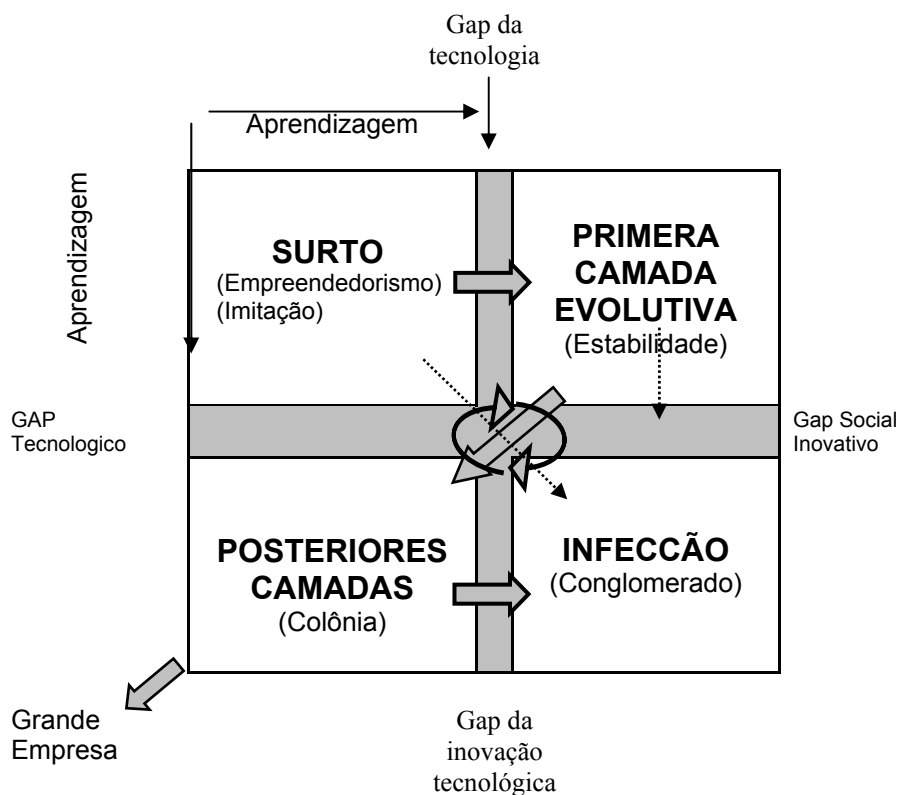 Gap da
tecnologia
Aprendizagem
Aprendizagem
SURTO
(Empreendedorismo)
(Imitação)
PRIMERA
CAMADA
EVOLUTIVA
(Estabilidade)
GAP
Tecnologico
Gap Social
Inovativo
POSTERIORES
CAMADAS
(Colônia)
INFECCÃO
(Conglomerado)
Grande
Empresa
Gap da
inovação
tecnológica